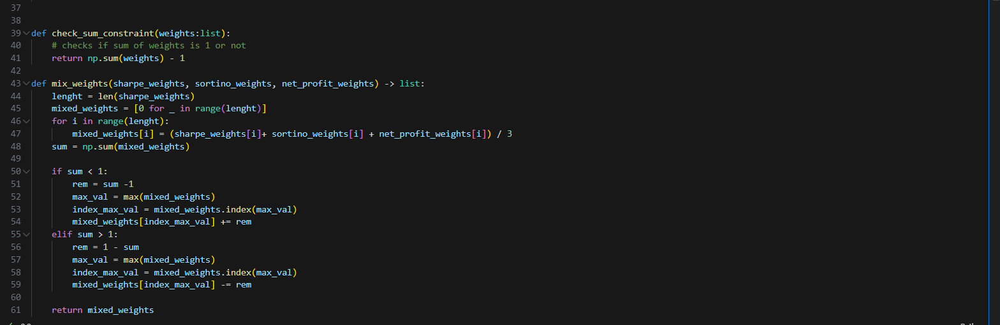 37
38
39 def check_sum_constraint(weights:list):
40 # checks if sum of weights is 1 or not
41 return np.sum(weights) - 1
42
43 def mix_weights(sharpe_weights, sortino_weights, net_profit_weights) -> list:
44 lenght = len(sharpe_weights)
45 mixed_weights = [0 for _ in range(lenght)]
46 for i in range(lenght):
47 mixed_weights[i] = (sharpe_weights[i]+ sortino_weights[i] + net_profit_weights[i]) / 3
48 sum = np.sum(mixed_weights)
49
50 if sum < 1:
51 rem = sum -1
52 max_val = max(mixed_weights)
53 index_max_val = mixed_weights.index(max_val)
54 mixed_weights[index_max_val] += rem
55 elif sum > 1:
56 rem = 1 - sum
57 max_val = max(mixed_weights)
58 index_max_val = mixed_weights.index(max_val)
59 mixed_weights[index_max_val] -= rem
60
61 return mixed_weights